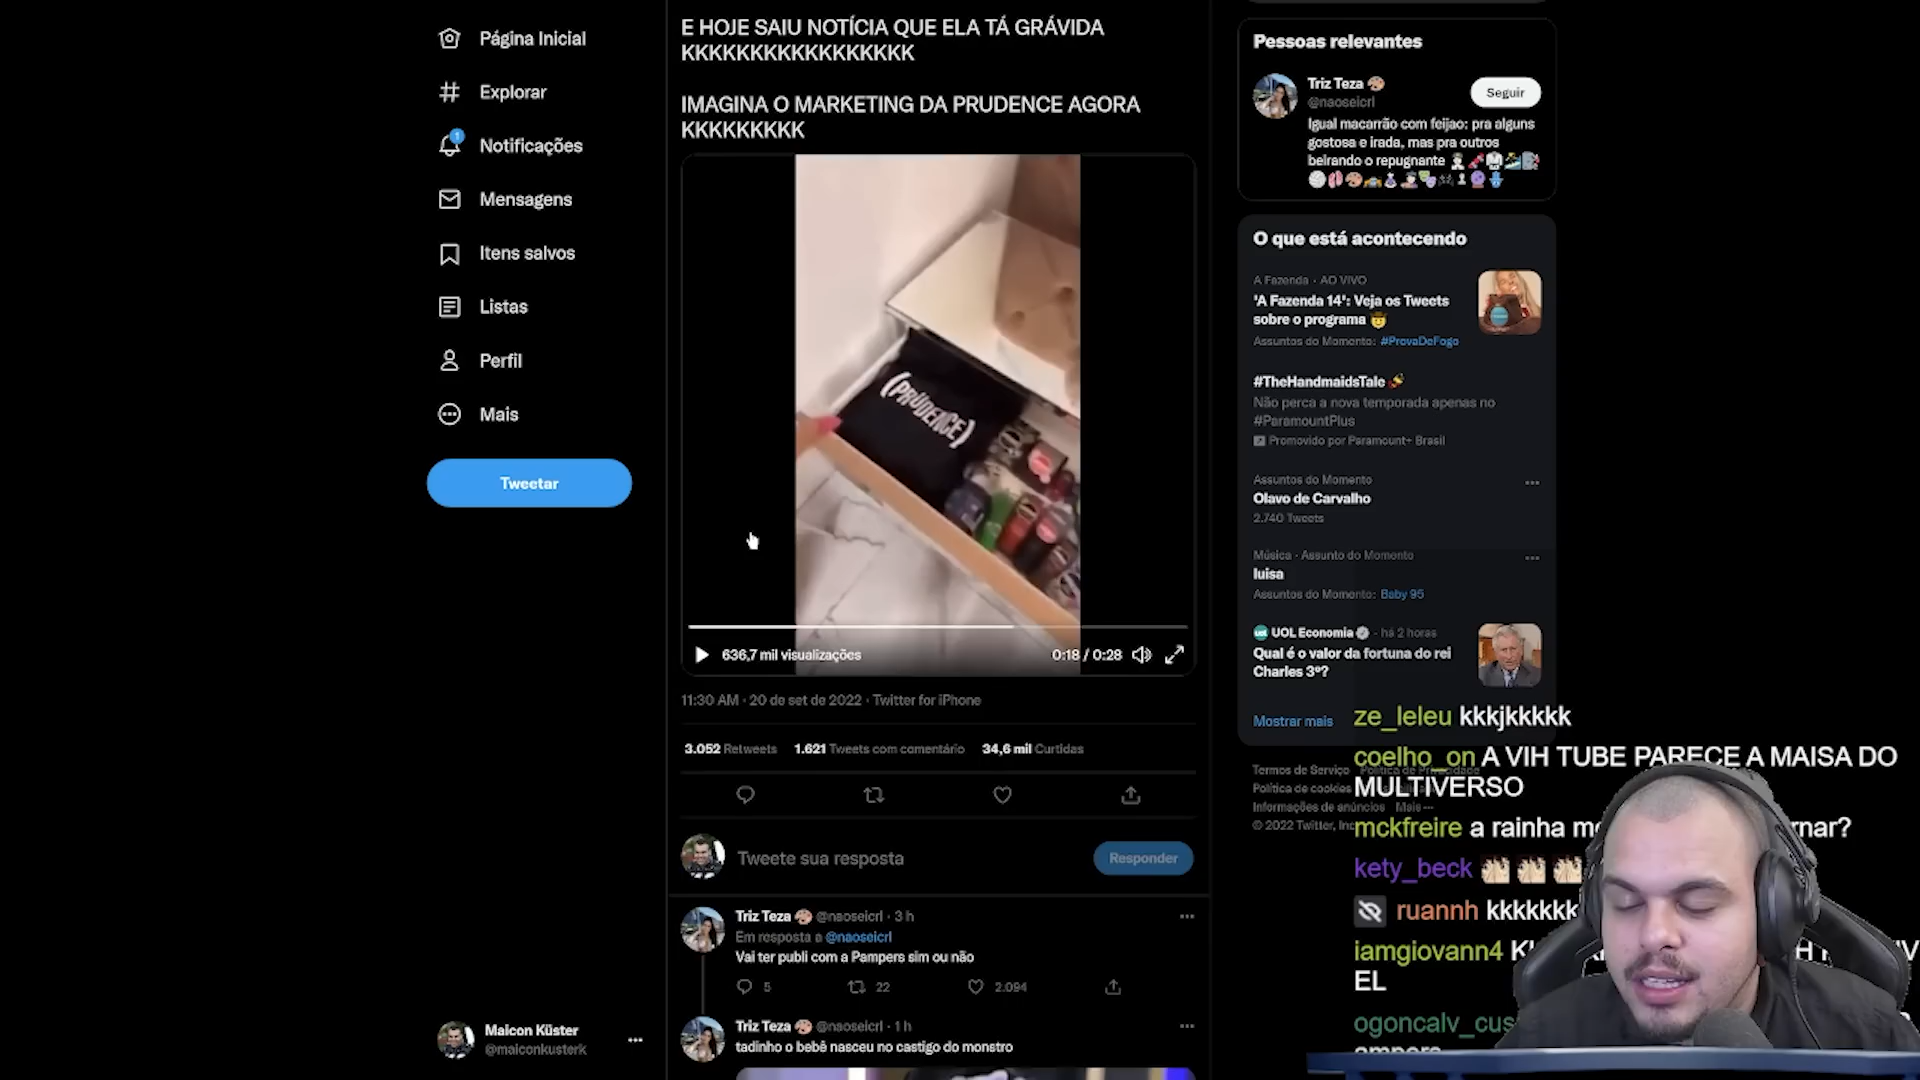 Página Inicial
Explorar
1
Notificações
Mensagens
Itens salvos
Listas
Perfil
Mais
Tweetar
Maicon Küster
@maiconkusterk
E HOJE SAIU NOTÍCIA QUE ELA TÁ GRÁVIDA
KKKKKKKKKKKKKKKKK
IMAGINA O MARKETING DA PRUDENCE AGORA
KKKKKKKKK
(PRUDENCE)
636,7 mil visualizações
0:18 / 0:28
11:30 AM · 20 de set de 2022 · Twitter for iPhone
3.052 Retweets 1.621 Tweets com comentário 34,6 mil Curtidas
Tweete sua resposta
Responder
Triz Teza @naoseicrl · 3 h
Em resposta a @naoseicrl
Vai ter publi com a Pampers sim ou não
5 22 2.094
Triz Teza @naoseicrl · 1 h
tadinho o bebê nasceu no castigo do monstro
Pessoas relevantes
Triz Teza
@naoseicrl
Seguir
Igual macarrão com feijao: pra alguns
gostosa e irada, mas pra outros
beirando o repugnante
O que está acontecendo
A Fazenda · AO VIVO
'A Fazenda 14': Veja os Tweets
sobre o programa
Assuntos do Momento: #ProvaDeFogo
#TheHandmaidsTale
Não perca a nova temporada apenas no
#ParamountPlus
Promovido por Paramount+ Brasil
Assuntos do Momento
Olavo de Carvalho
2.740 Tweets
Música · Assunto do Momento
luisa
Assuntos do Momento: Baby 95
UOL Economia · há 2 horas
Qual é o valor da fortuna do rei
Charles 3º?
Mostrar mais
Termos de Serviço Política de Privacidade
Política de cookies
Informações de anúncios Mais
© 2022 Twitter, Inc
ze_leleu kkkjkkkkk
coelho_on A VIH TUBE PARECE A MAISA DO
MULTIVERSO
mckfreire a rainha
kety_beck
ruannh kkkkkkk
iamgiovann4
EL